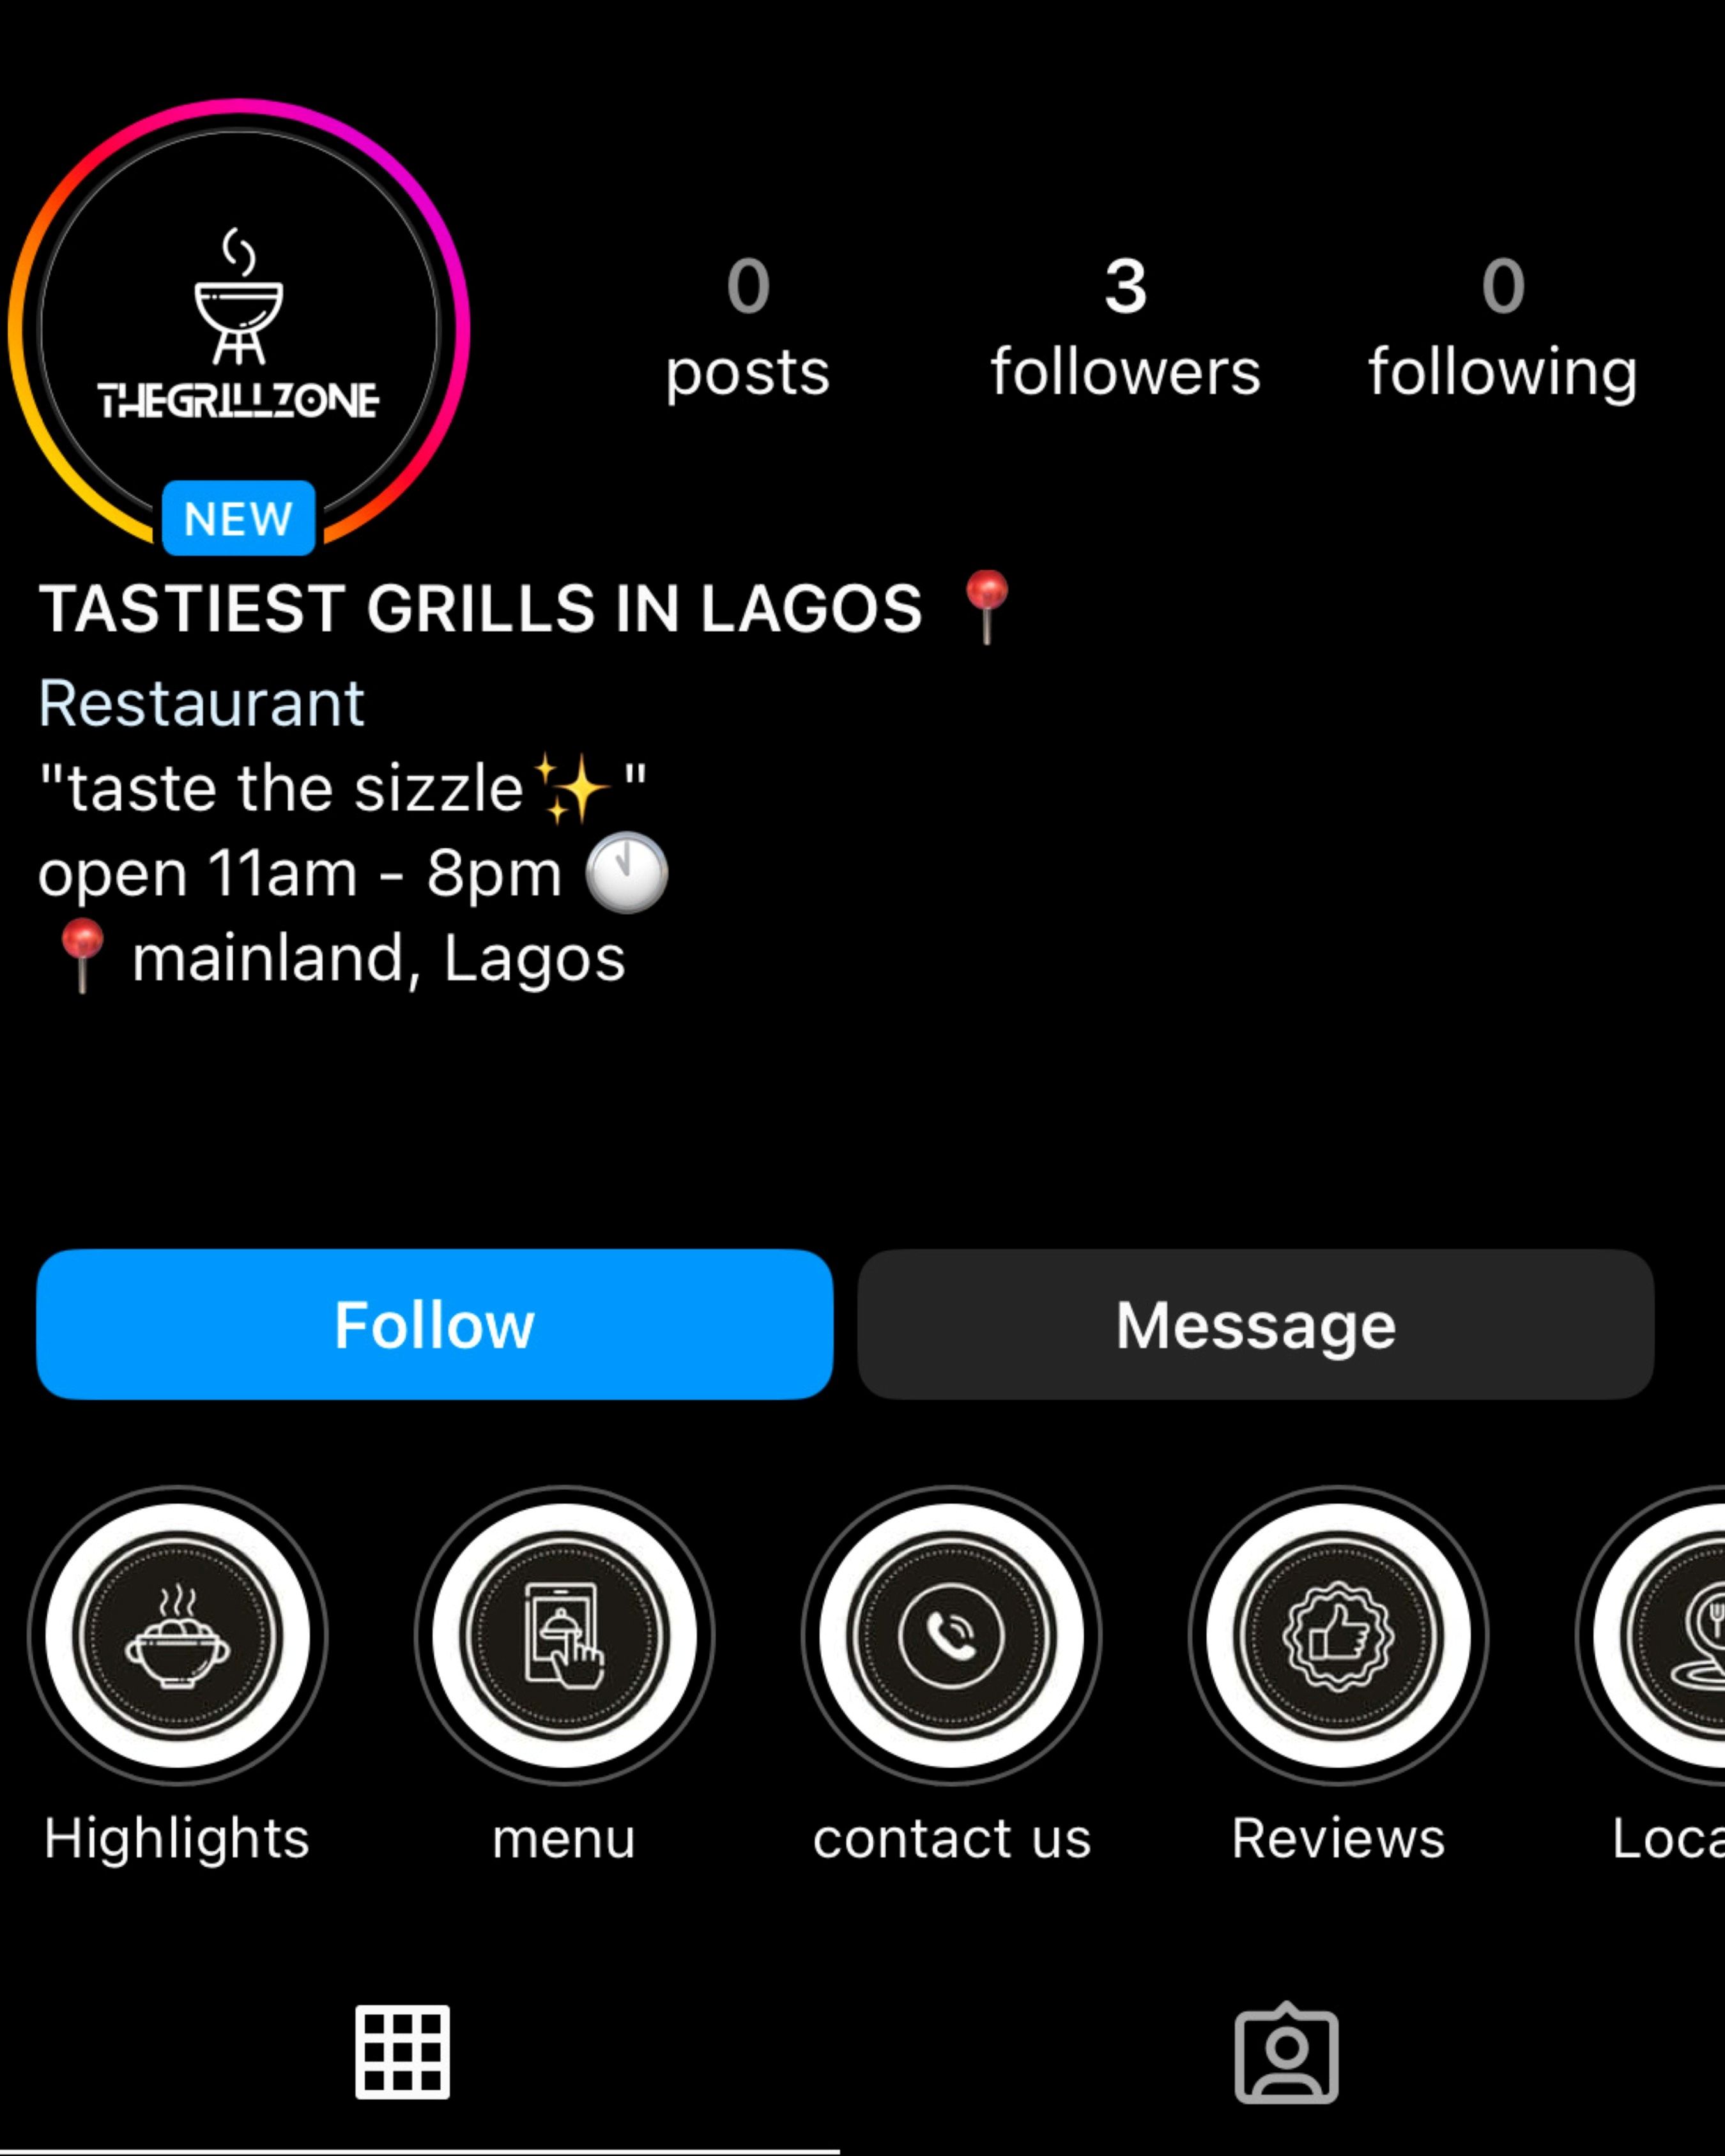 THEGRILLZONE
NEW
0 posts
3 followers
0 following
TASTIEST GRILLS IN LAGOS 📍
Restaurant
"taste the sizzle✨"
open 11am - 8pm 🕚
📍 mainland, Lagos
Follow
Message
Highlights
menu
contact us
Reviews